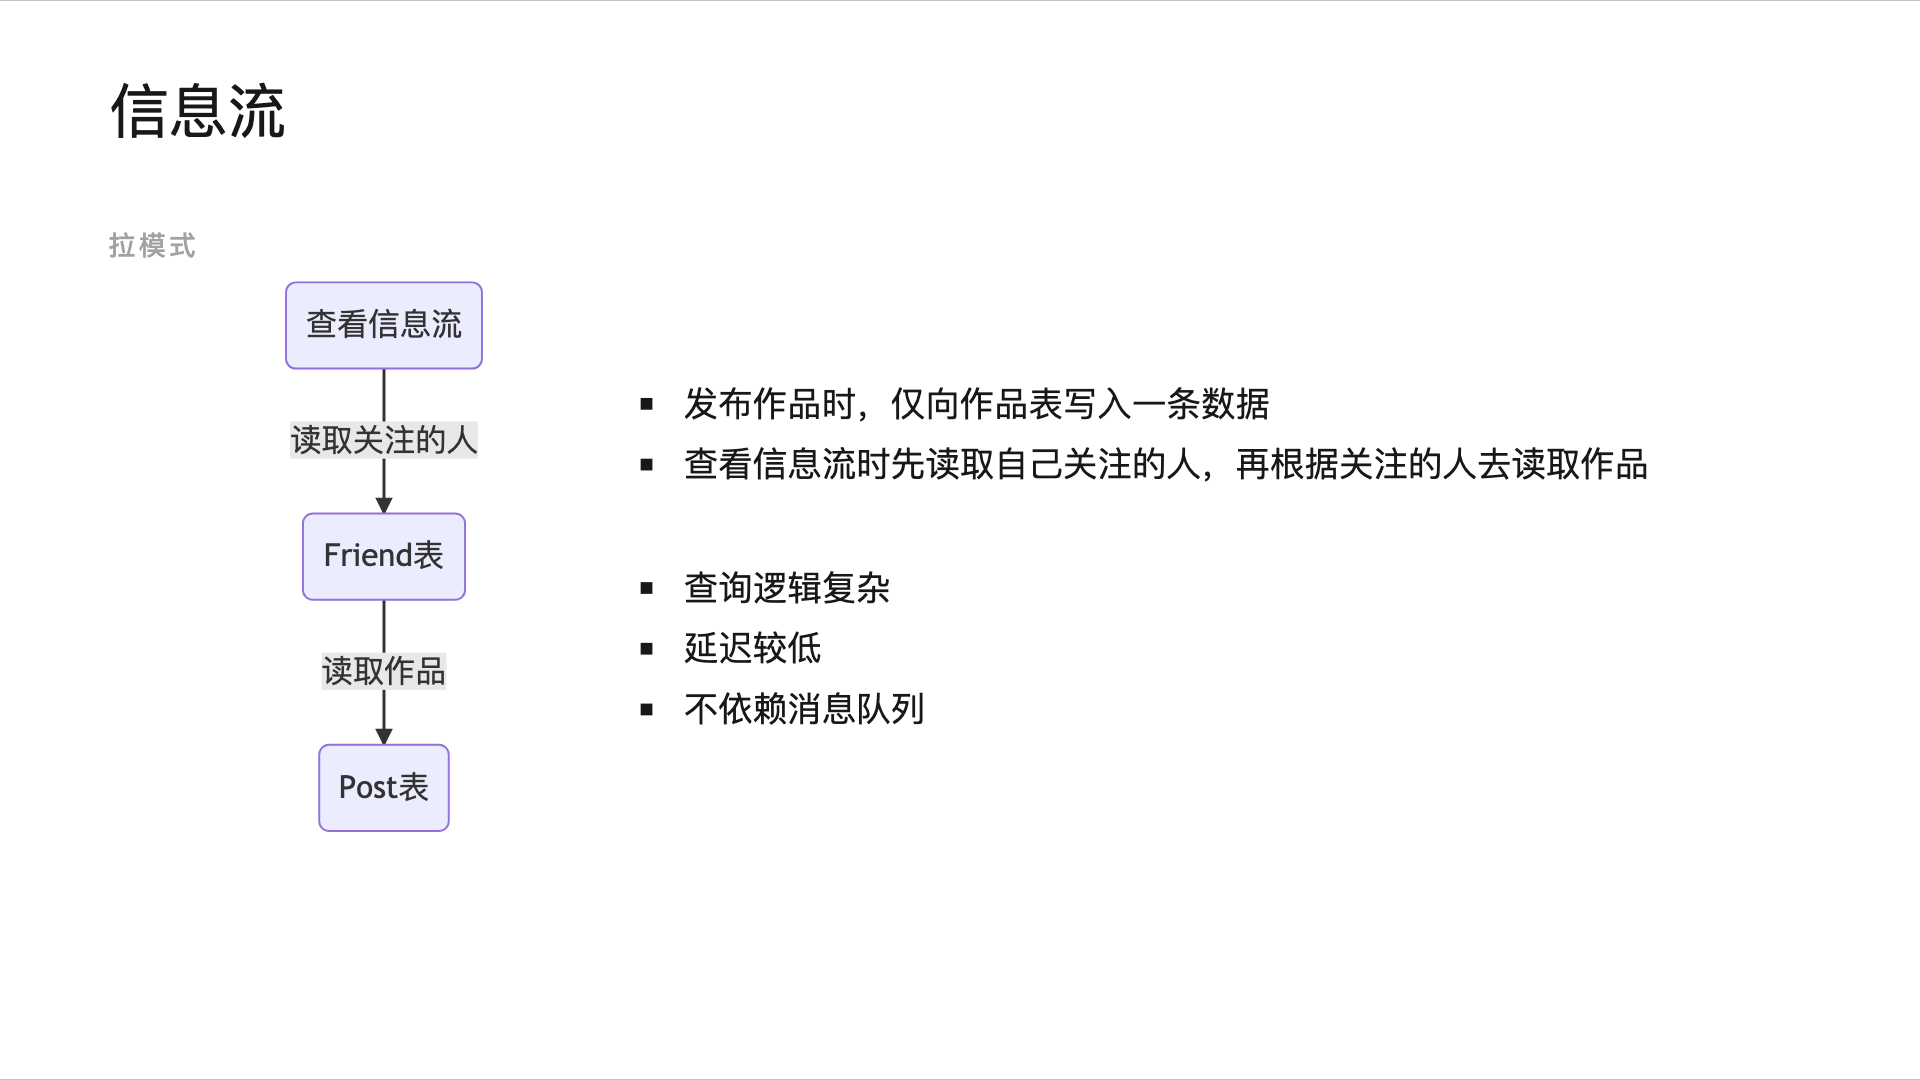 信息流
拉模式
查看信息流
读取关注的人
Friend表
读取作品
Post表
发布作品时，仅向作品表写入一条数据
查看信息流时先读取自己关注的人，再根据关注的人去读取作品
查询逻辑复杂
延迟较低
不依赖消息队列